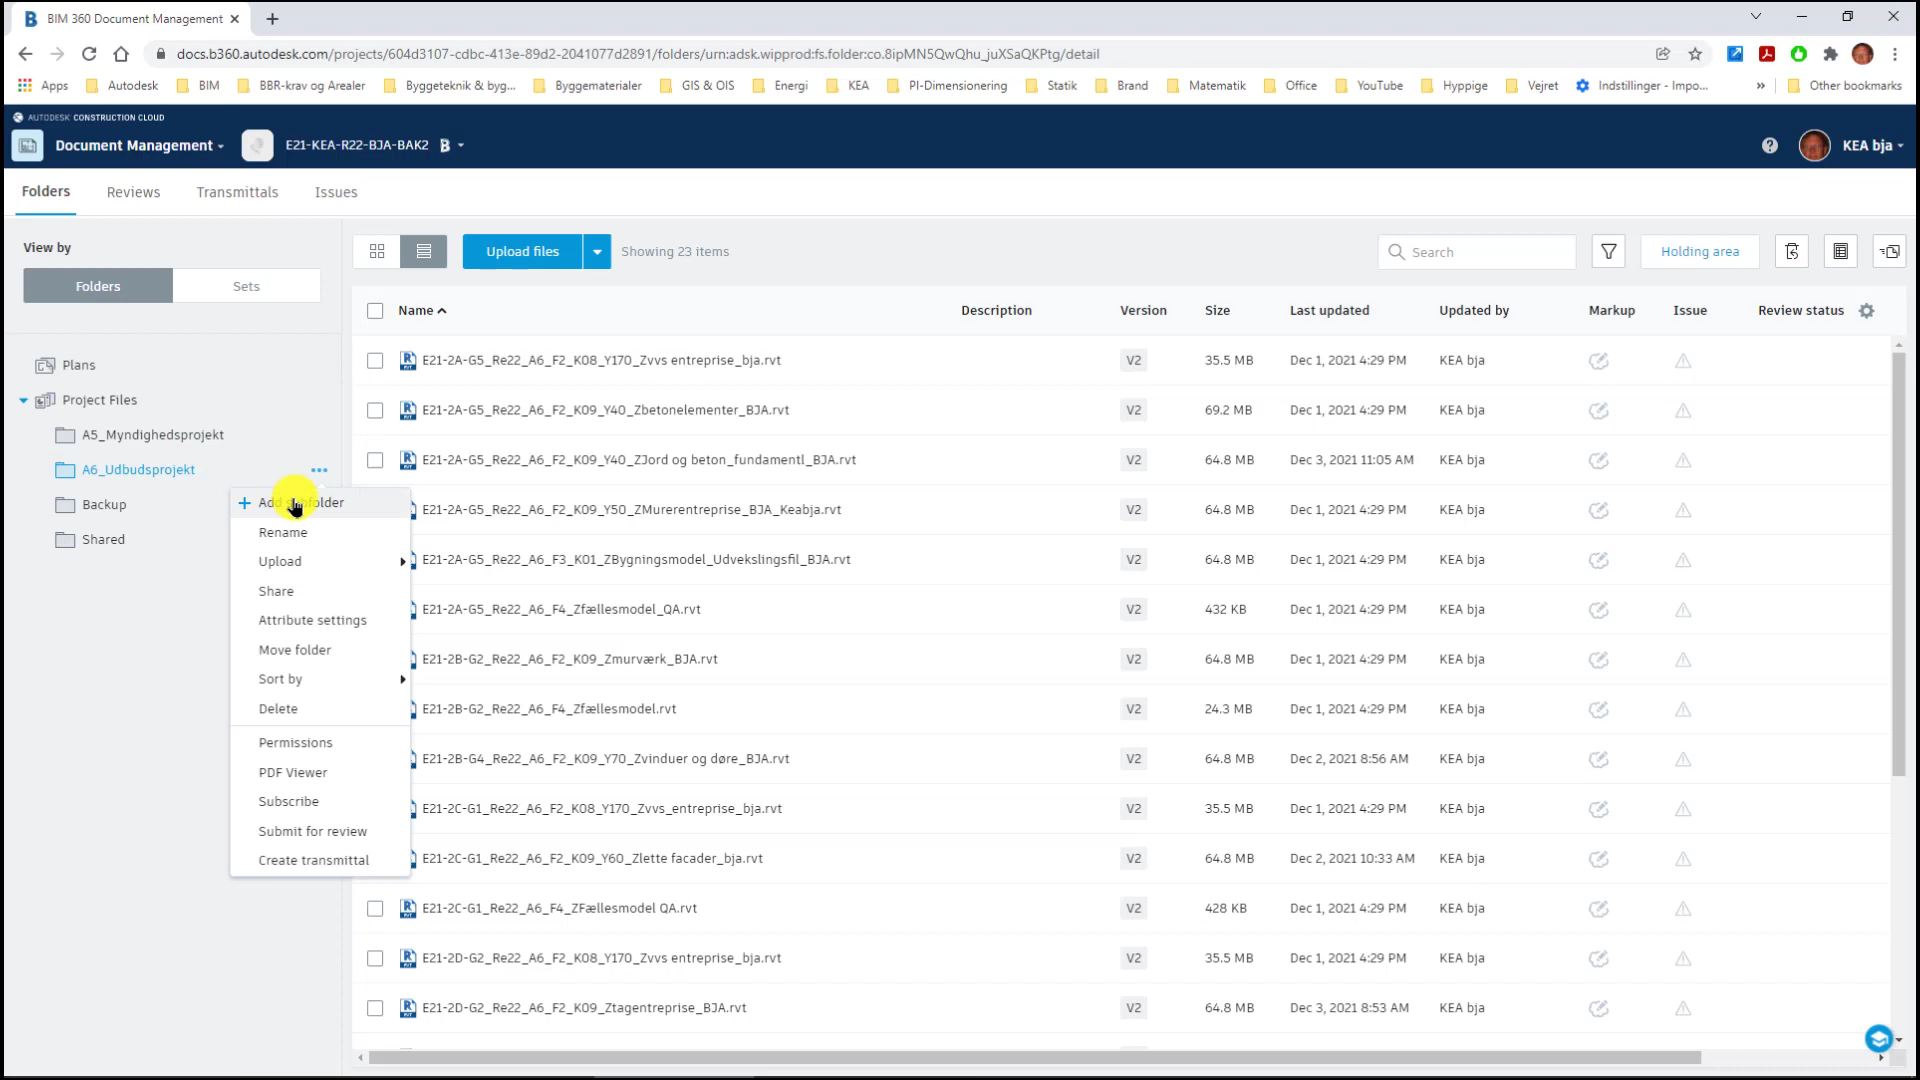 BIM 360 Document Management
docs.b360.autodesk.com/projects/604d3107-cdbc-413e-89d2-2041077d2891/folders/urn:adsk.wipprod:fs.folder:co.8ipMN5QwQhu_juXSaQKPtg/detail
Apps Autodesk BIM BBR-krav og Arealer Byggeteknik & byg... Byggematerialer GIS & OIS Energi KEA PI-Dimensionering Statik Brand Matematik Office YouTube Hyppige Vejret Indstillinger - Impo... » Other bookmarks
AUTODESK CONSTRUCTION CLOUD
Document Management E21-KEA-R22-BJA-BAK2 KEA bja
Folders Reviews Transmittals Issues
View by
Folders Sets
Plans
Project Files
A5_Myndighedsprojekt
A6_Udbudsprojekt
Backup
Shared
Add
Rename
Upload
Share
Attribute settings
Move folder
Sort by
Delete
Permissions
PDF Viewer
Subscribe
Submit for review
Create transmittal
Upload files Showing 23 items Search Holding area
Name Description Version Size Last updated Updated by Markup Issue Review status
E21-2A-G5_Re22_A6_F2_K08_Y170_Zvvs entreprise_bja.rvt V2 35.5 MB Dec 1, 2021 4:29 PM KEA bja
E21-2A-G5_Re22_A6_F2_K09_Y40_Zbetonelementer_BJA.rvt V2 69.2 MB Dec 1, 2021 4:29 PM KEA bja
E21-2A-G5_Re22_A6_F2_K09_Y40_ZJord og beton_fundamentl_BJA.rvt V2 64.8 MB Dec 3, 2021 11:05 AM KEA bja
E21-2A-G5_Re22_A6_F2_K09_Y50_ZMurerentreprise_BJA_Keabja.rvt V2 64.8 MB Dec 1, 2021 4:29 PM KEA bja
E21-2A-G5_Re22_A6_F3_K01_ZBygningsmodel_Udvekslingsfil_BJA.rvt V2 64.8 MB Dec 1, 2021 4:29 PM KEA bja
E21-2A-G5_Re22_A6_F4_Zfællesmodel_QA.rvt V2 432 KB Dec 1, 2021 4:29 PM KEA bja
E21-2B-G2_Re22_A6_F2_K09_Zmurværk_BJA.rvt V2 64.8 MB Dec 1, 2021 4:29 PM KEA bja
E21-2B-G2_Re22_A6_F4_Zfællesmodel.rvt V2 24.3 MB Dec 1, 2021 4:29 PM KEA bja
E21-2B-G4_Re22_A6_F2_K09_Y70_Zvinduer og døre_BJA.rvt V2 64.8 MB Dec 2, 2021 8:56 AM KEA bja
E21-2C-G1_Re22_A6_F2_K08_Y170_Zvvs_entreprise_bja.rvt V2 35.5 MB Dec 1, 2021 4:29 PM KEA bja
E21-2C-G1_Re22_A6_F2_K09_Y60_Zlette facader_bja.rvt V2 64.8 MB Dec 2, 2021 10:33 AM KEA bja
E21-2C-G1_Re22_A6_F4_ZFællesmodel QA.rvt V2 428 KB Dec 1, 2021 4:29 PM KEA bja
E21-2D-G2_Re22_A6_F2_K08_Y170_Zvvs entreprise_bja.rvt V2 35.5 MB Dec 1, 2021 4:29 PM KEA bja
E21-2D-G2_Re22_A6_F2_K09_Ztagentreprise_BJA.rvt V2 64.8 MB Dec 3, 2021 8:53 AM KEA bja